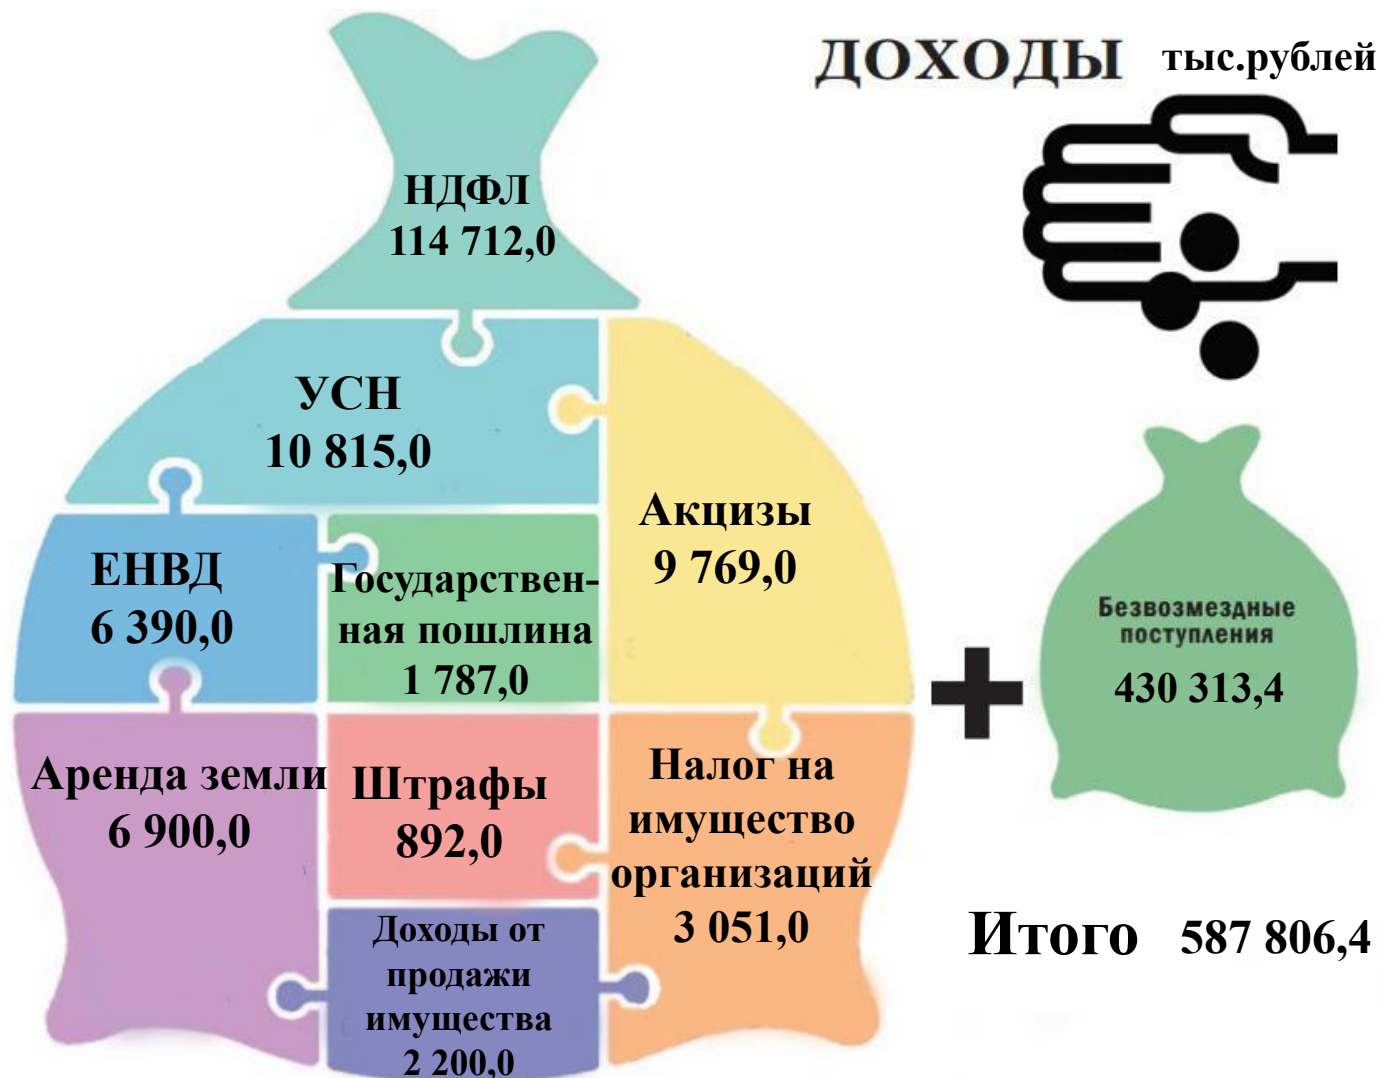 ДОХОДЫ тыс.рублей
НДФЛ
114 712,0
УСН
10 815,0
Акцизы
9 769,0
ЕНВД
6 390,0
Государствен-
ная пошлина
1 787,0
Аренда земли
6 900,0
Штрафы
892,0
Налог на
имущество
организаций
3 051,0
Доходы от
продажи
имущества
2 200,0
+
Безвозмездные
поступления
430 313,4
Итого 587 806,4